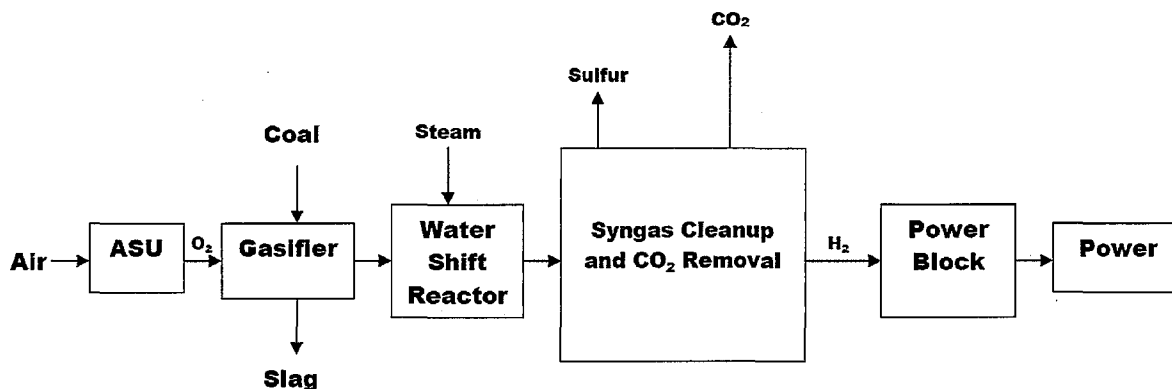 CO₂
Sulfur
Coal
Steam
Air
ASU
O₂
Gasifier
Water
Shift
Reactor
Syngas Cleanup
and CO₂ Removal
H₂
Power
Block
Power
Slag